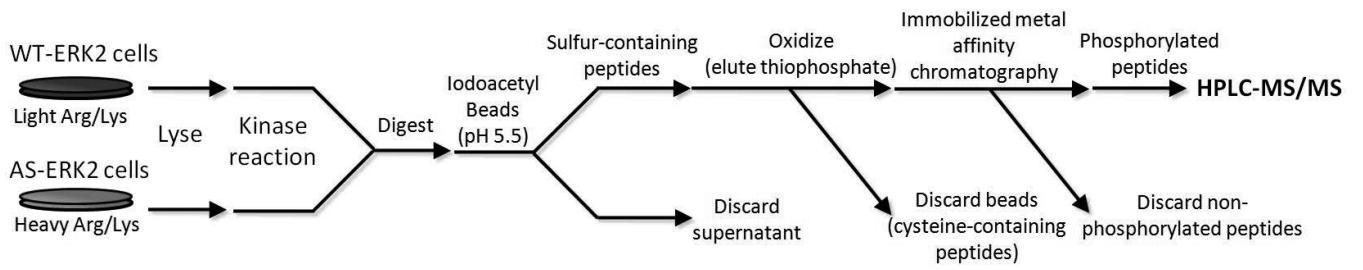 WT-ERK2 cells
Light Arg/Lys
AS-ERK2 cells
Heavy Arg/Lys
Lyse
Kinase
reaction
Digest
Iodoacetyl
Beads
(pH 5.5)
Sulfur-containing
peptides
Discard
supernatant
Oxidize
(elute thiophosphate)
Discard beads
(cysteine-containing
peptides)
Immobilized metal
affinity
chromatography
Discard non-
phosphorylated peptides
Phosphorylated
peptides
HPLC-MS/MS